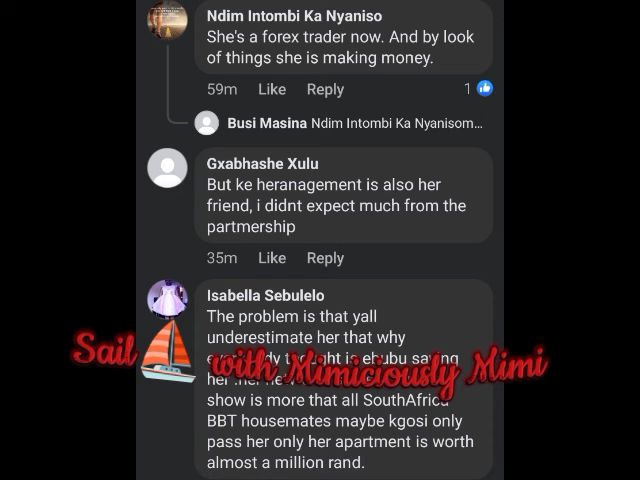 Ndim Intombi Ka Nyaniso
She's a forex trader now. And by look
of things she is making money.
59m Like Reply 1
Busi Masina Ndim Intombi Ka Nyanisom...
Gxabhashe Xulu
But ke heranagement is also her
friend, i didnt expect much from the
partmership
35m Like Reply
Isabella Sebulelo
The problem is that yall
underestimate her that why
is ebubu saying
her
Sail with Mimiciously Mimi
show is more that all SouthAfrica
BBT housemates maybe kgosi only
pass her only her apartment is worth
almost a million rand.